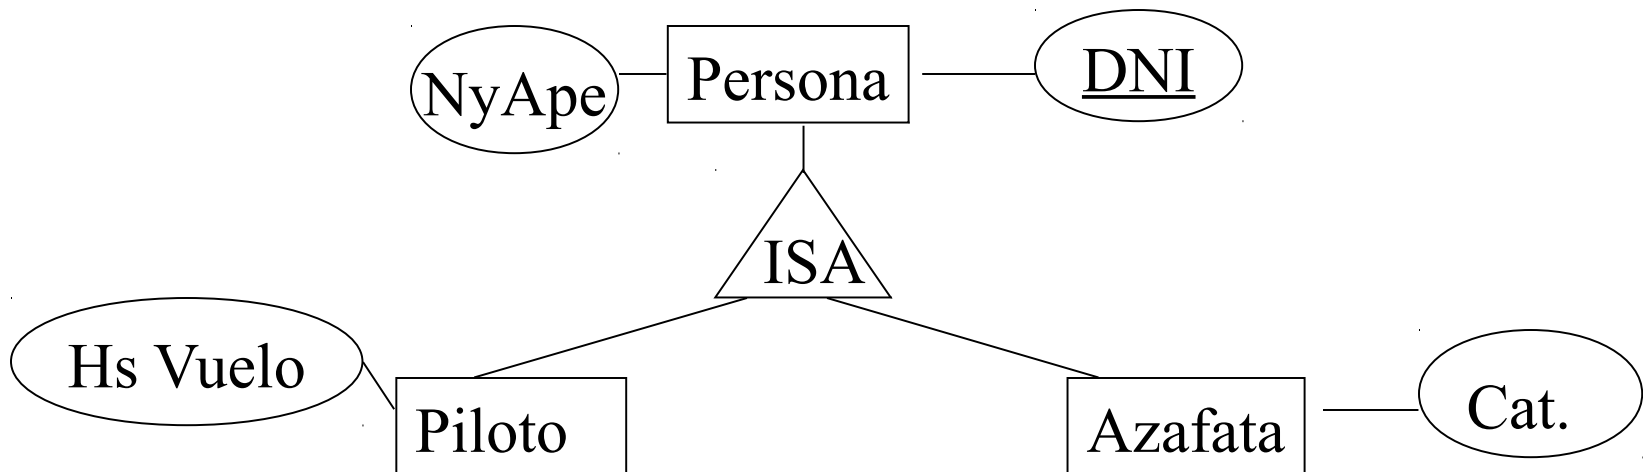 NyApe
Persona
DNI
ISA
Hs Vuelo
Piloto
Azafata
Cat.